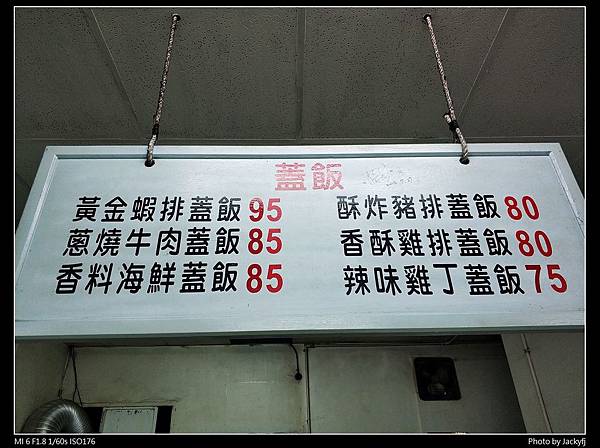 蓋飯
黃金蝦排蓋飯 95
蔥燒牛肉蓋飯 85
香料海鮮蓋飯 85
酥炸豬排蓋飯 80
香酥雞排蓋飯 80
辣味雞丁蓋飯 75
MI 6 F1.8 1/60s ISO176
Photo by Jackyfj